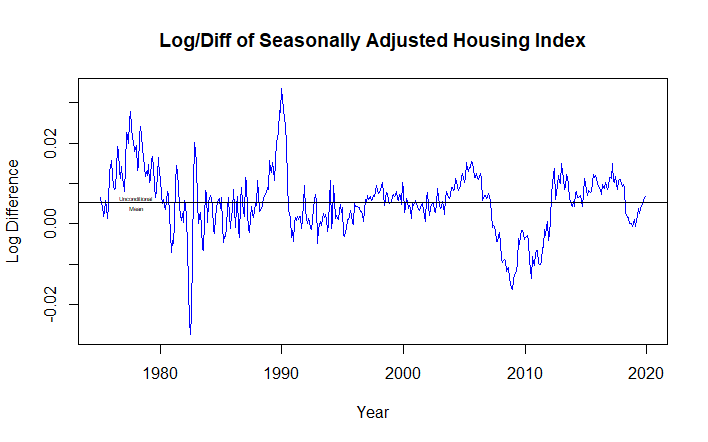 Log/Diff of Seasonally Adjusted Housing Index
Log Difference
0.02
0.00
-0.02
Unconditional
Mean
1980 1990 2000 2010 2020
Year